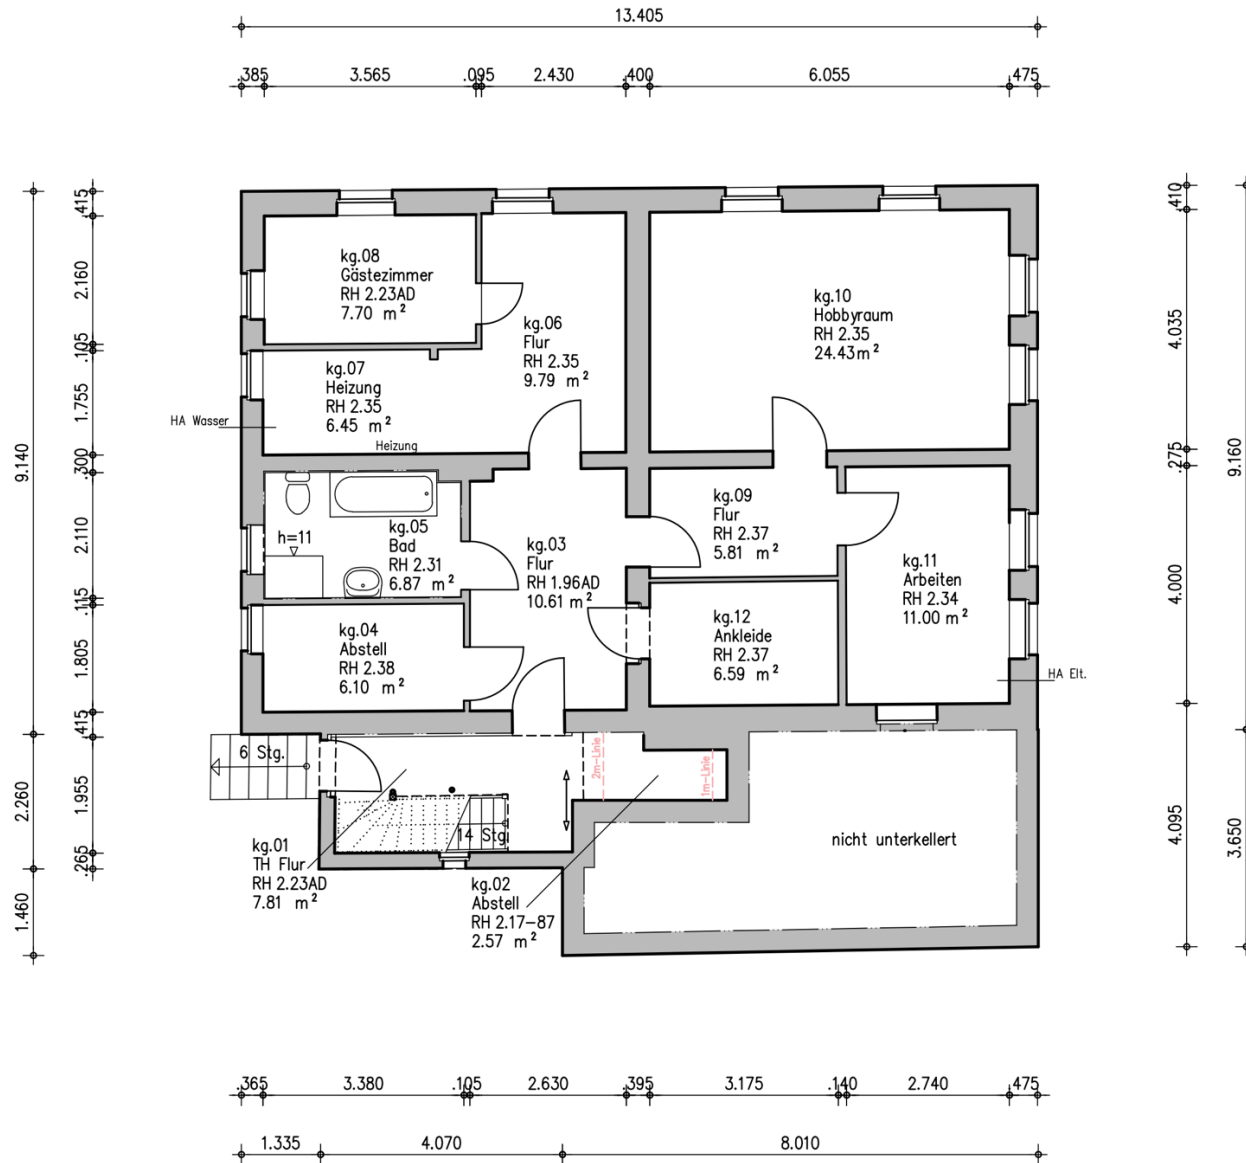 13.405
.385 3.565 .095 2.430 .400 6.055 .475
.415
2.160
.105
1.755
.300
2.110
.115
1.805
.415
1.955
.265
9.140
2.260
1.460
.410
4.035
.275
4.000
4.095
9.160
3.650
kg.08
Gästezimmer
RH 2.23AD
7.70 m²
kg.06
Flur
RH 2.35
9.79 m²
kg.10
Hobbyraum
RH 2.35
24.43m²
kg.07
Heizung
RH 2.35
6.45 m²
HA Wasser
Heizung
h=11
kg.05
Bad
RH 2.31
6.87 m²
kg.03
Flur
RH 1.96AD
10.61 m²
kg.09
Flur
RH 2.37
5.81 m²
kg.11
Arbeiten
RH 2.34
11.00 m²
kg.04
Abstell
RH 2.38
6.10 m²
kg.12
Ankleide
RH 2.37
6.59 m²
HA Elt.
6 Stg.
2m-Linie
1m-Linie
14 Stg.
nicht unterkellert
kg.01
TH Flur
RH 2.23AD
7.81 m²
kg.02
Abstell
RH 2.17-87
2.57 m²
.365 3.380 .105 2.630 .395 3.175 .140 2.740 .475
1.335 4.070 8.010